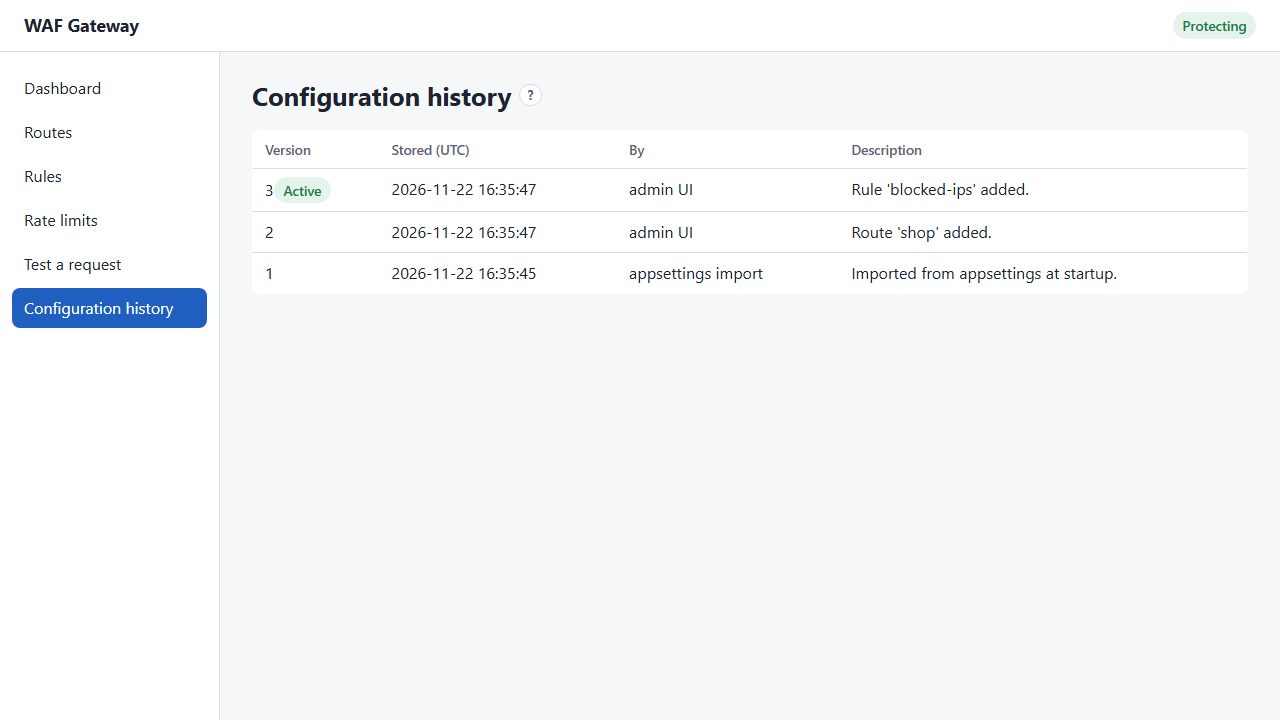 WAF Gateway
Protecting
Dashboard
Routes
Rules
Rate limits
Test a request
Configuration history
Configuration history ?
Version Stored (UTC) By Description
3 Active 2026-11-22 16:35:47 admin UI Rule 'blocked-ips' added.
2 2026-11-22 16:35:47 admin UI Route 'shop' added.
1 2026-11-22 16:35:45 appsettings import Imported from appsettings at startup.